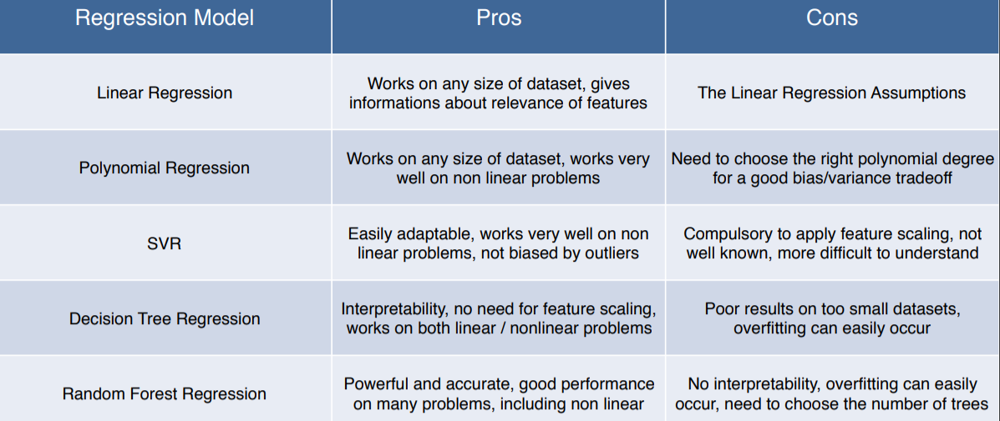 Regression Model
Pros
Cons
Linear Regression
Works on any size of dataset, gives
informations about relevance of features
The Linear Regression Assumptions
Polynomial Regression
Works on any size of dataset, works very
well on non linear problems
Need to choose the right polynomial degree
for a good bias/variance tradeoff
SVR
Easily adaptable, works very well on non
linear problems, not biased by outliers
Compulsory to apply feature scaling, not
well known, more difficult to understand
Decision Tree Regression
Interpretability, no need for feature scaling,
works on both linear / nonlinear problems
Poor results on too small datasets,
overfitting can easily occur
Random Forest Regression
Powerful and accurate, good performance
on many problems, including non linear
No interpretability, overfitting can easily
occur, need to choose the number of trees